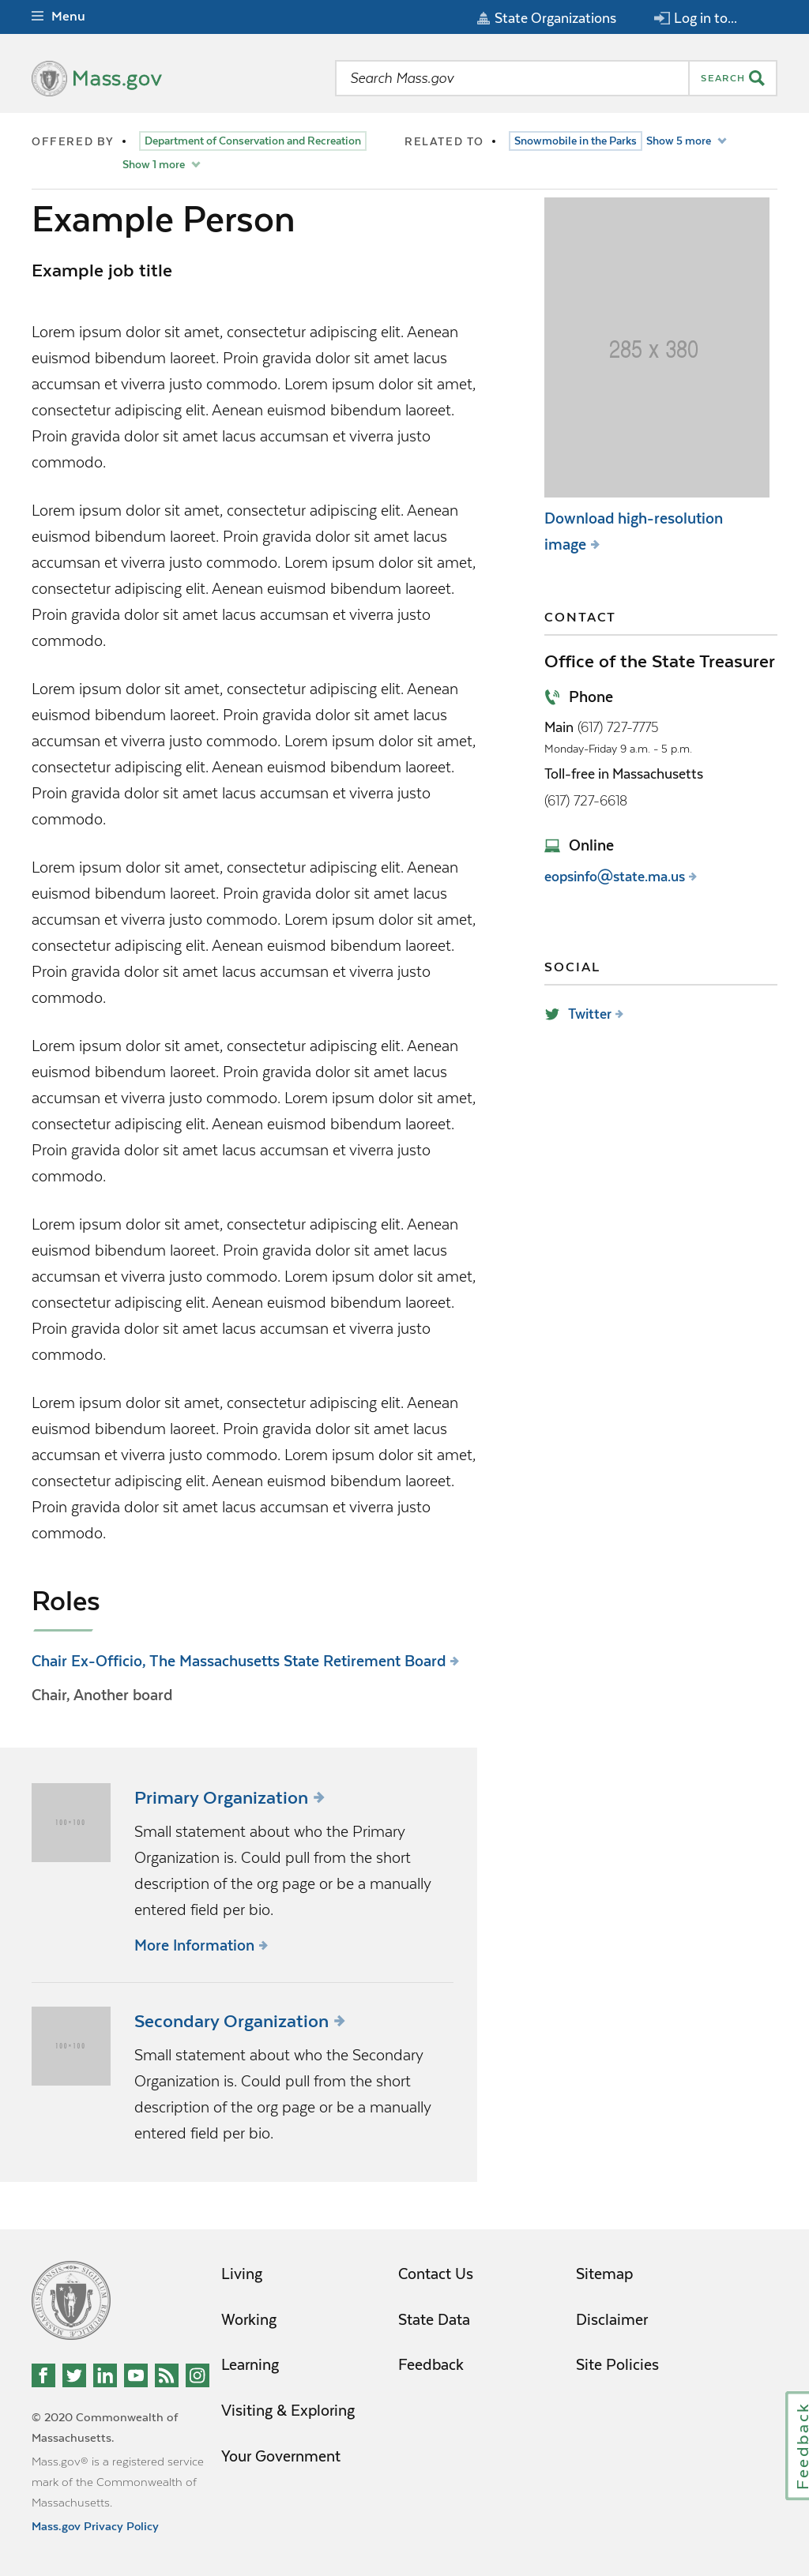 Menu
State Organizations
Log in to...
Mass.gov
Search Mass.gov
SEARCH
OFFERED BY • Department of Conservation and Recreation
Show 1 more
RELATED TO • Snowmobile in the Parks Show 5 more
Example Person
Example job title
Lorem ipsum dolor sit amet, consectetur adipiscing elit. Aenean
euismod bibendum laoreet. Proin gravida dolor sit amet lacus
accumsan et viverra justo commodo. Lorem ipsum dolor sit amet,
consectetur adipiscing elit. Aenean euismod bibendum laoreet.
Proin gravida dolor sit amet lacus accumsan et viverra justo
commodo.
Lorem ipsum dolor sit amet, consectetur adipiscing elit. Aenean
euismod bibendum laoreet. Proin gravida dolor sit amet lacus
accumsan et viverra justo commodo. Lorem ipsum dolor sit amet,
consectetur adipiscing elit. Aenean euismod bibendum laoreet.
Proin gravida dolor sit amet lacus accumsan et viverra justo
commodo.
Lorem ipsum dolor sit amet, consectetur adipiscing elit. Aenean
euismod bibendum laoreet. Proin gravida dolor sit amet lacus
accumsan et viverra justo commodo. Lorem ipsum dolor sit amet,
consectetur adipiscing elit. Aenean euismod bibendum laoreet.
Proin gravida dolor sit amet lacus accumsan et viverra justo
commodo.
Lorem ipsum dolor sit amet, consectetur adipiscing elit. Aenean
euismod bibendum laoreet. Proin gravida dolor sit amet lacus
accumsan et viverra justo commodo. Lorem ipsum dolor sit amet,
consectetur adipiscing elit. Aenean euismod bibendum laoreet.
Proin gravida dolor sit amet lacus accumsan et viverra justo
commodo.
Lorem ipsum dolor sit amet, consectetur adipiscing elit. Aenean
euismod bibendum laoreet. Proin gravida dolor sit amet lacus
accumsan et viverra justo commodo. Lorem ipsum dolor sit amet,
consectetur adipiscing elit. Aenean euismod bibendum laoreet.
Proin gravida dolor sit amet lacus accumsan et viverra justo
commodo.
Lorem ipsum dolor sit amet, consectetur adipiscing elit. Aenean
euismod bibendum laoreet. Proin gravida dolor sit amet lacus
accumsan et viverra justo commodo. Lorem ipsum dolor sit amet,
consectetur adipiscing elit. Aenean euismod bibendum laoreet.
Proin gravida dolor sit amet lacus accumsan et viverra justo
commodo.
Lorem ipsum dolor sit amet, consectetur adipiscing elit. Aenean
euismod bibendum laoreet. Proin gravida dolor sit amet lacus
accumsan et viverra justo commodo. Lorem ipsum dolor sit amet,
consectetur adipiscing elit. Aenean euismod bibendum laoreet.
Proin gravida dolor sit amet lacus accumsan et viverra justo
commodo.
285 x 380
Download high-resolution
image
CONTACT
Office of the State Treasurer
Phone
Main (617) 727-7775
Monday-Friday 9 a.m. - 5 p.m.
Toll-free in Massachusetts
(617) 727-6618
Online
eopsinfo@state.ma.us
SOCIAL
Twitter
Roles
Chair Ex-Officio, The Massachusetts State Retirement Board
Chair, Another board
Primary Organization
Small statement about who the Primary
Organization is. Could pull from the short
description of the org page or be a manually
entered field per bio.
More Information
Secondary Organization
Small statement about who the Secondary
Organization is. Could pull from the short
description of the org page or be a manually
entered field per bio.
Living
Working
Learning
Visiting & Exploring
Your Government
Contact Us
State Data
Feedback
Sitemap
Disclaimer
Site Policies
© 2020 Commonwealth of
Massachusetts.
Mass.gov® is a registered service
mark of the Commonwealth of
Massachusetts.
Mass.gov Privacy Policy
Feedback